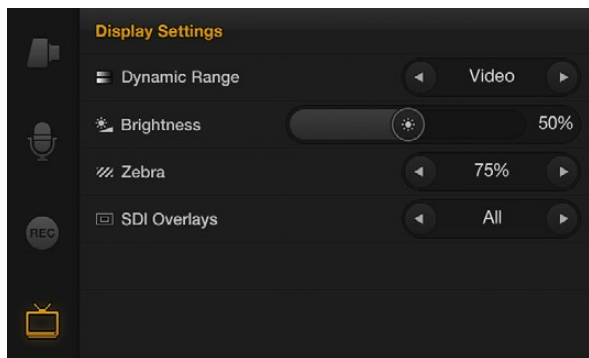 Display Settings
Dynamic Range Video
Brightness 50%
Zebra 75%
REC
SDI Overlays All